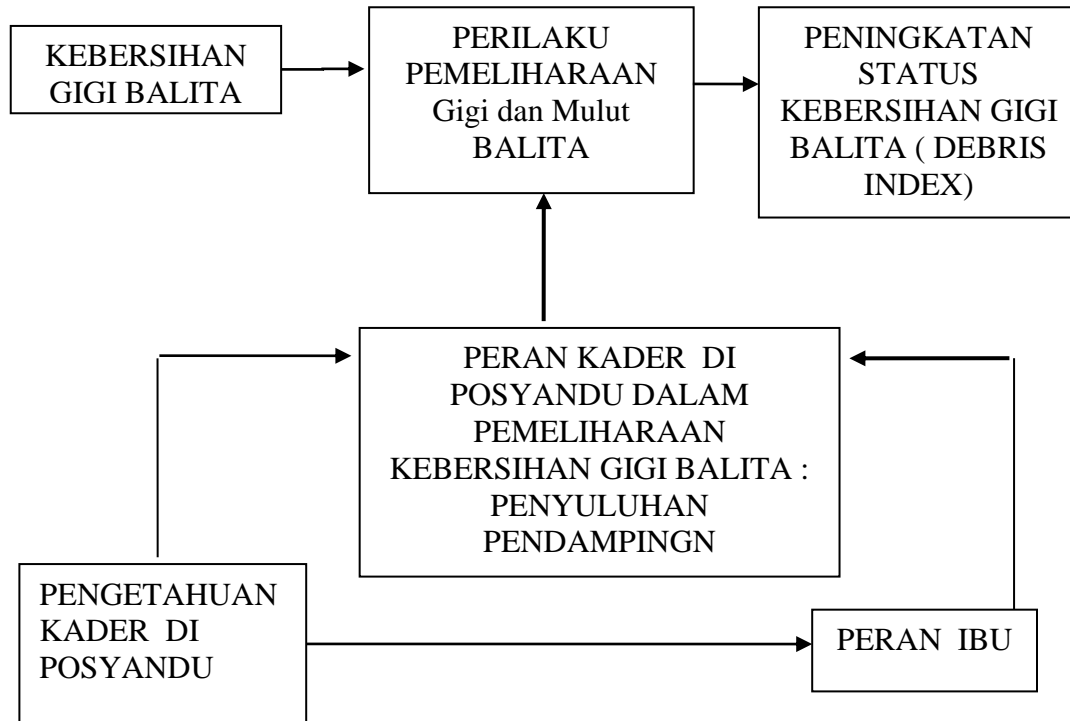 KEBERSIHAN
GIGI BALITA
PERILAKU
PEMELIHARAAN
Gigi dan Mulut
BALITA
PENINGKATAN
STATUS
KEBERSIHAN GIGI
BALITA ( DEBRIS
INDEX)
PERAN KADER DI
POSYANDU DALAM
PEMELIHARAAN
KEBERSIHAN GIGI BALITA :
PENYULUHAN
PENDAMPINGN
PENGETAHUAN
KADER DI
POSYANDU
PERAN IBU